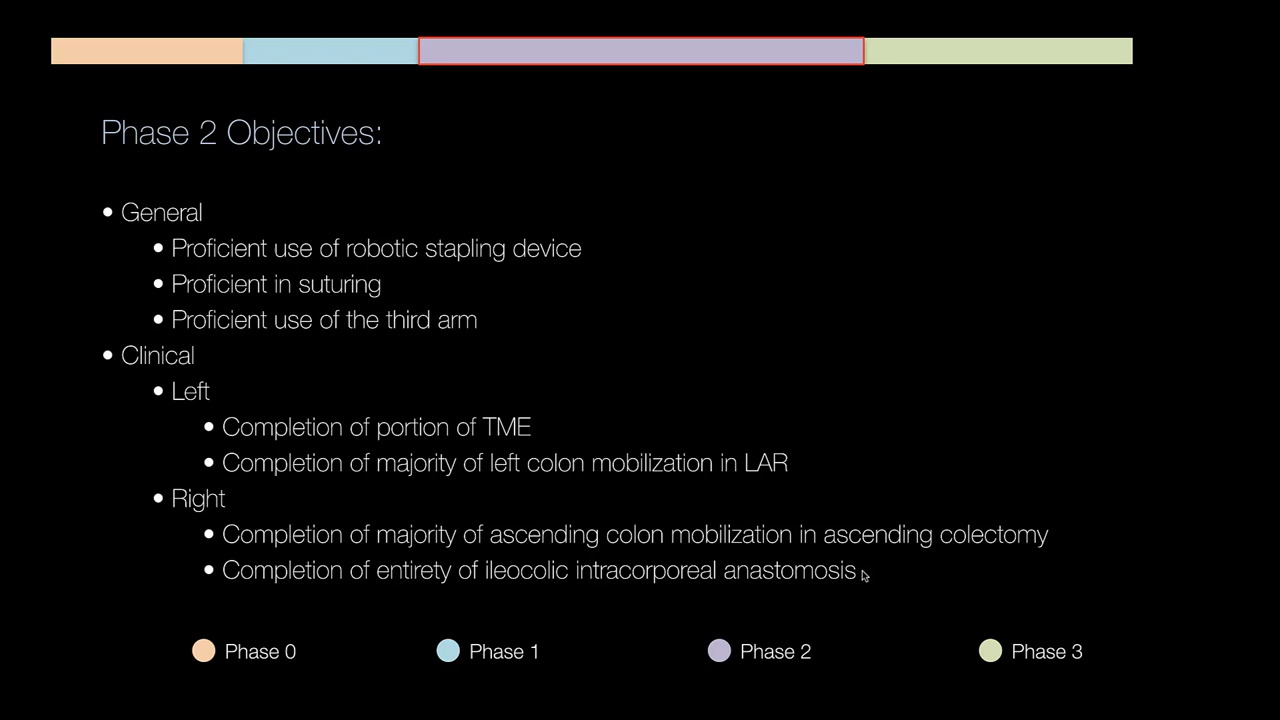 Phase 2 Objectives:
• General
• Proficient use of robotic stapling device
• Proficient in suturing
• Proficient use of the third arm
• Clinical
• Left
• Completion of portion of TME
• Completion of majority of left colon mobilization in LAR
• Right
• Completion of majority of ascending colon mobilization in ascending colectomy
• Completion of entirety of ileocolic intracorporeal anastomosis
Phase 0 Phase 1 Phase 2 Phase 3